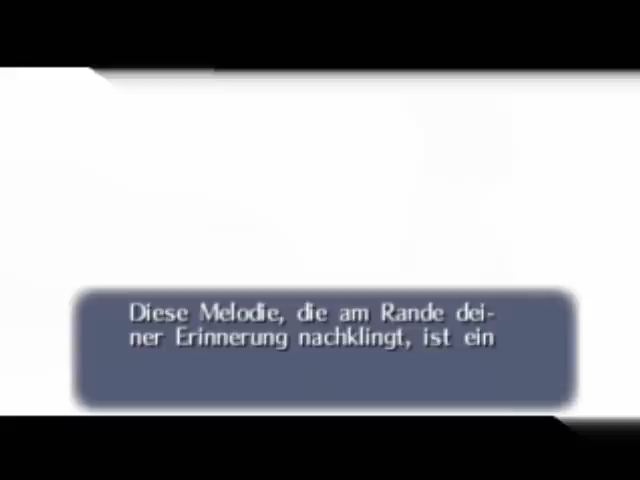 Diese Melodie, die am Rande dei-
ner Erinnerung nachklingt, ist ein